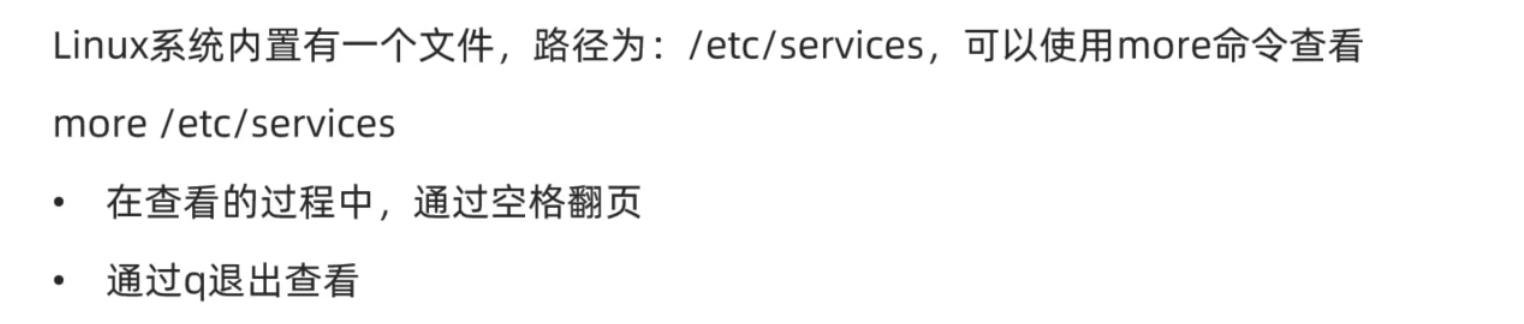 Linux系统内置有一个文件，路径为：/etc/services，可以使用more命令查看
more /etc/services
• 在查看的过程中，通过空格翻页
• 通过q退出查看